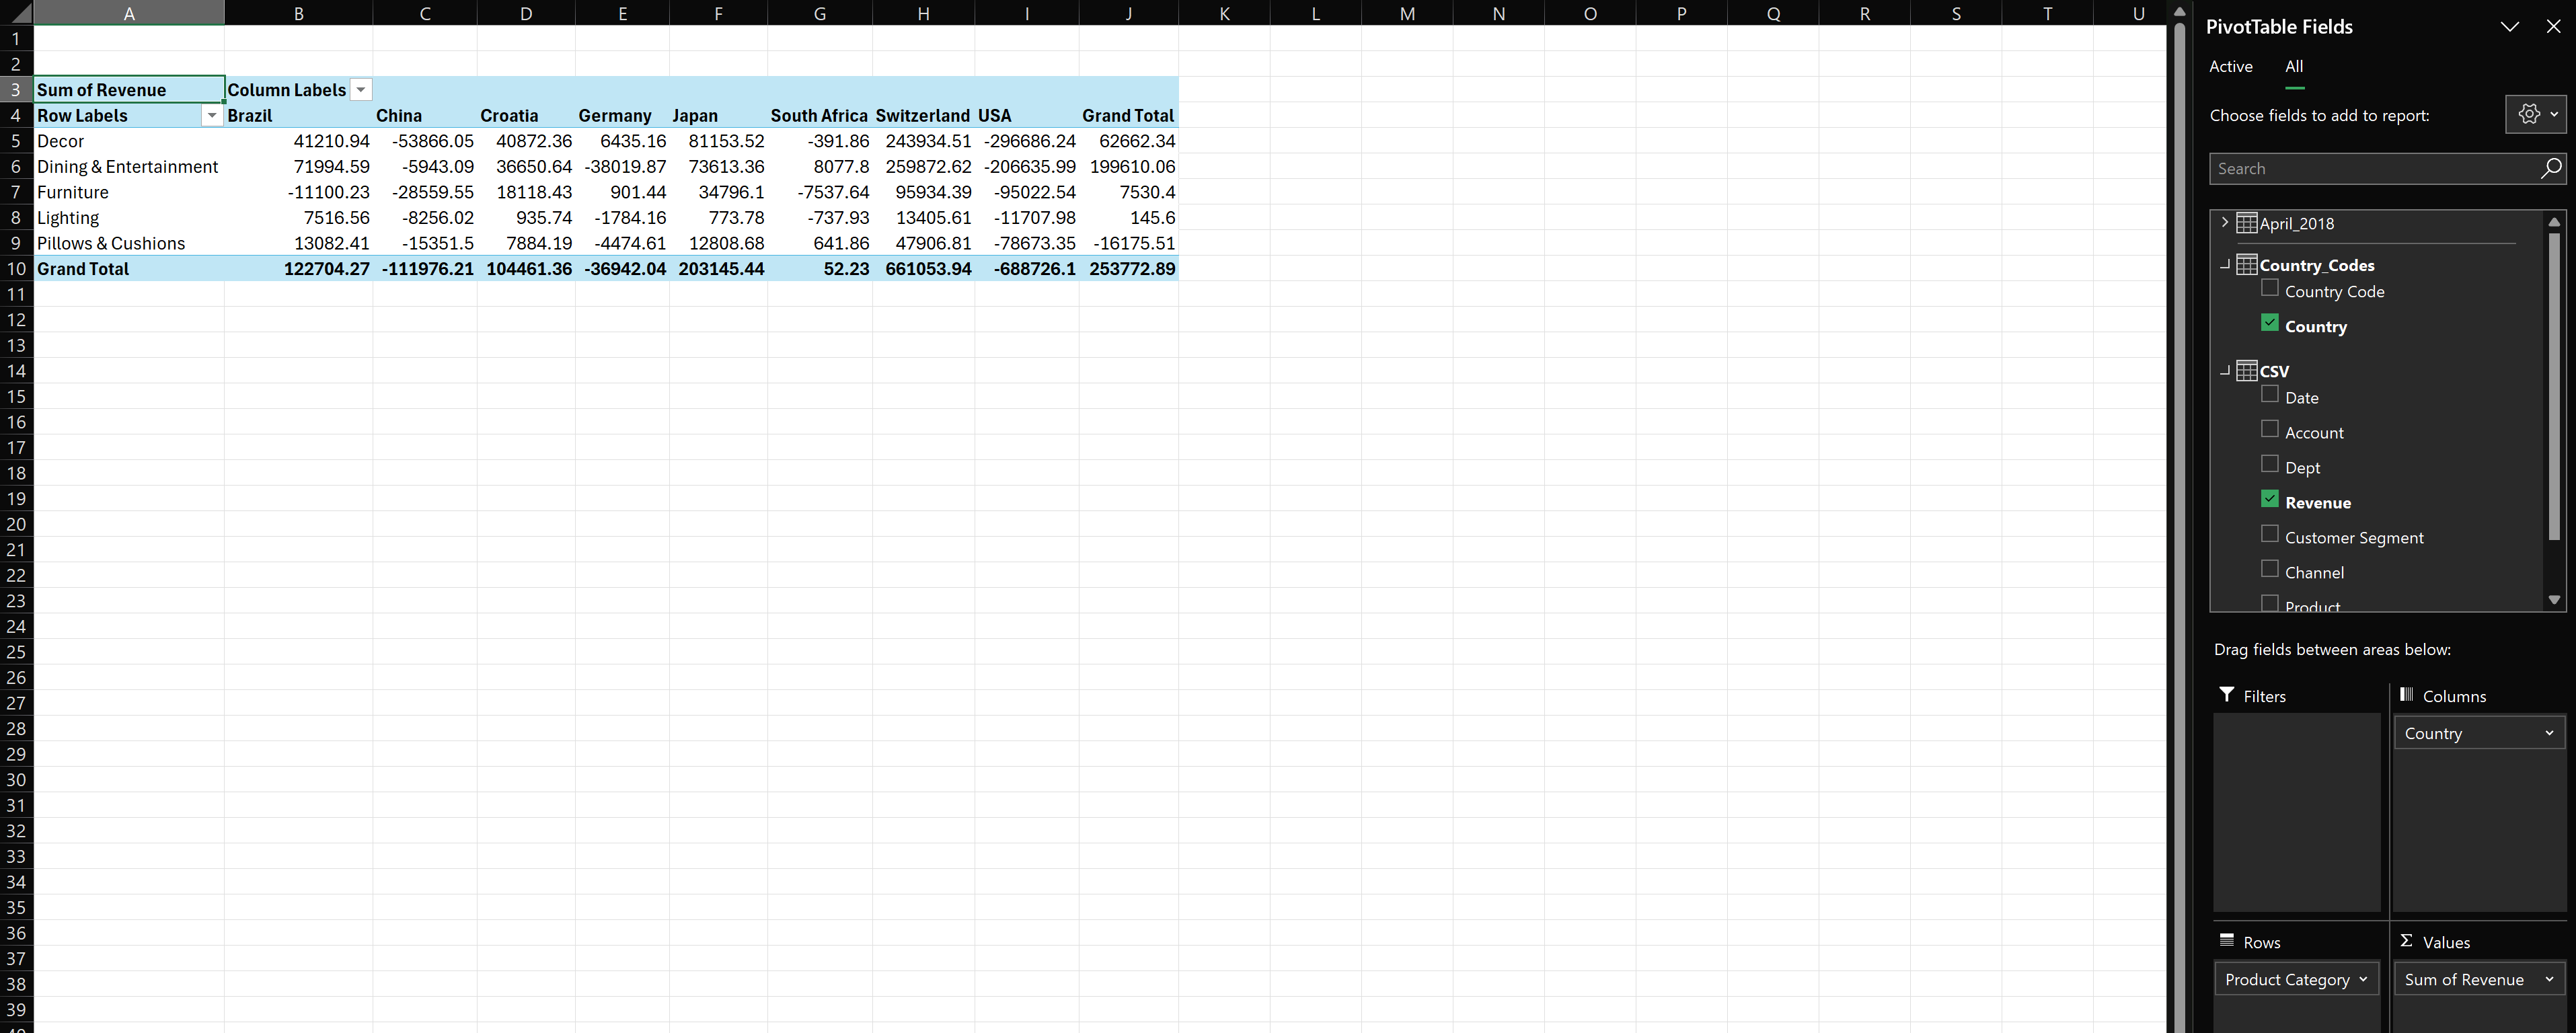 A B C D E F G H I J K L M N O P Q R S T U
1
2
3 Sum of Revenue Column Labels
4 Row Labels Brazil China Croatia Germany Japan South Africa Switzerland USA Grand Total
5 Decor 41210.94 -53866.05 40872.36 6435.16 81153.52 -391.86 243934.51 -296686.24 62662.34
6 Dining & Entertainment 71994.59 -5943.09 36650.64 -38019.87 73613.36 8077.8 259872.62 -206635.99 199610.06
7 Furniture -11100.23 -28559.55 18118.43 901.44 34796.1 -7537.64 95934.39 -95022.54 7530.4
8 Lighting 7516.56 -8256.02 935.74 -1784.16 773.78 -737.93 13405.61 -11707.98 145.6
9 Pillows & Cushions 13082.41 -15351.5 7884.19 -4474.61 12808.68 641.86 47906.81 -78673.35 -16175.51
10 Grand Total 122704.27 -111976.21 104461.36 -36942.04 203145.44 52.23 661053.94 -688726.1 253772.89
11
12
13
14
15
16
17
18
19
20
21
22
23
24
25
26
27
28
29
30
31
32
33
34
35
36
37
38
39
40
PivotTable Fields
Active All
Choose fields to add to report:
Search
April_2018
Country_Codes
Country Code
Country
CSV
Date
Account
Dept
Revenue
Customer Segment
Channel
Product
Drag fields between areas below:
Filters
Columns
Country
Rows
Product Category
Σ Values
Sum of Revenue